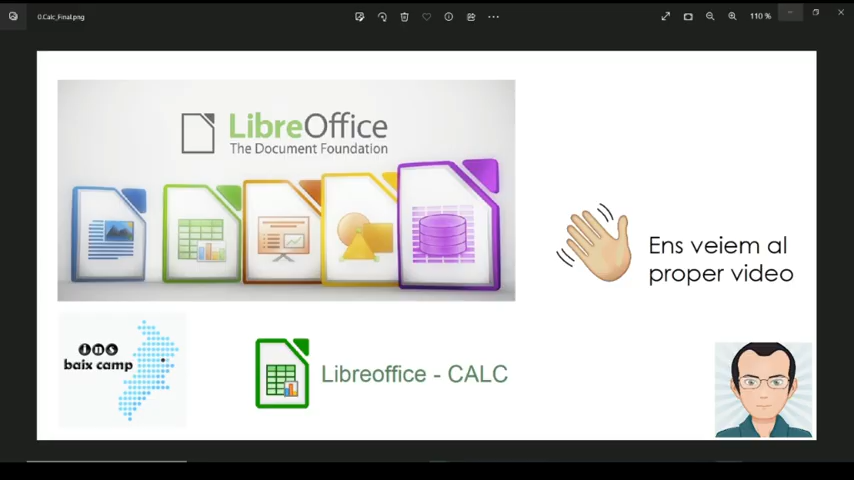 0.Calc_Final.png
110 %
LibreOffice
The Document Foundation
Ens veiem al
proper video
ins
baix camp
Libreoffice - CALC